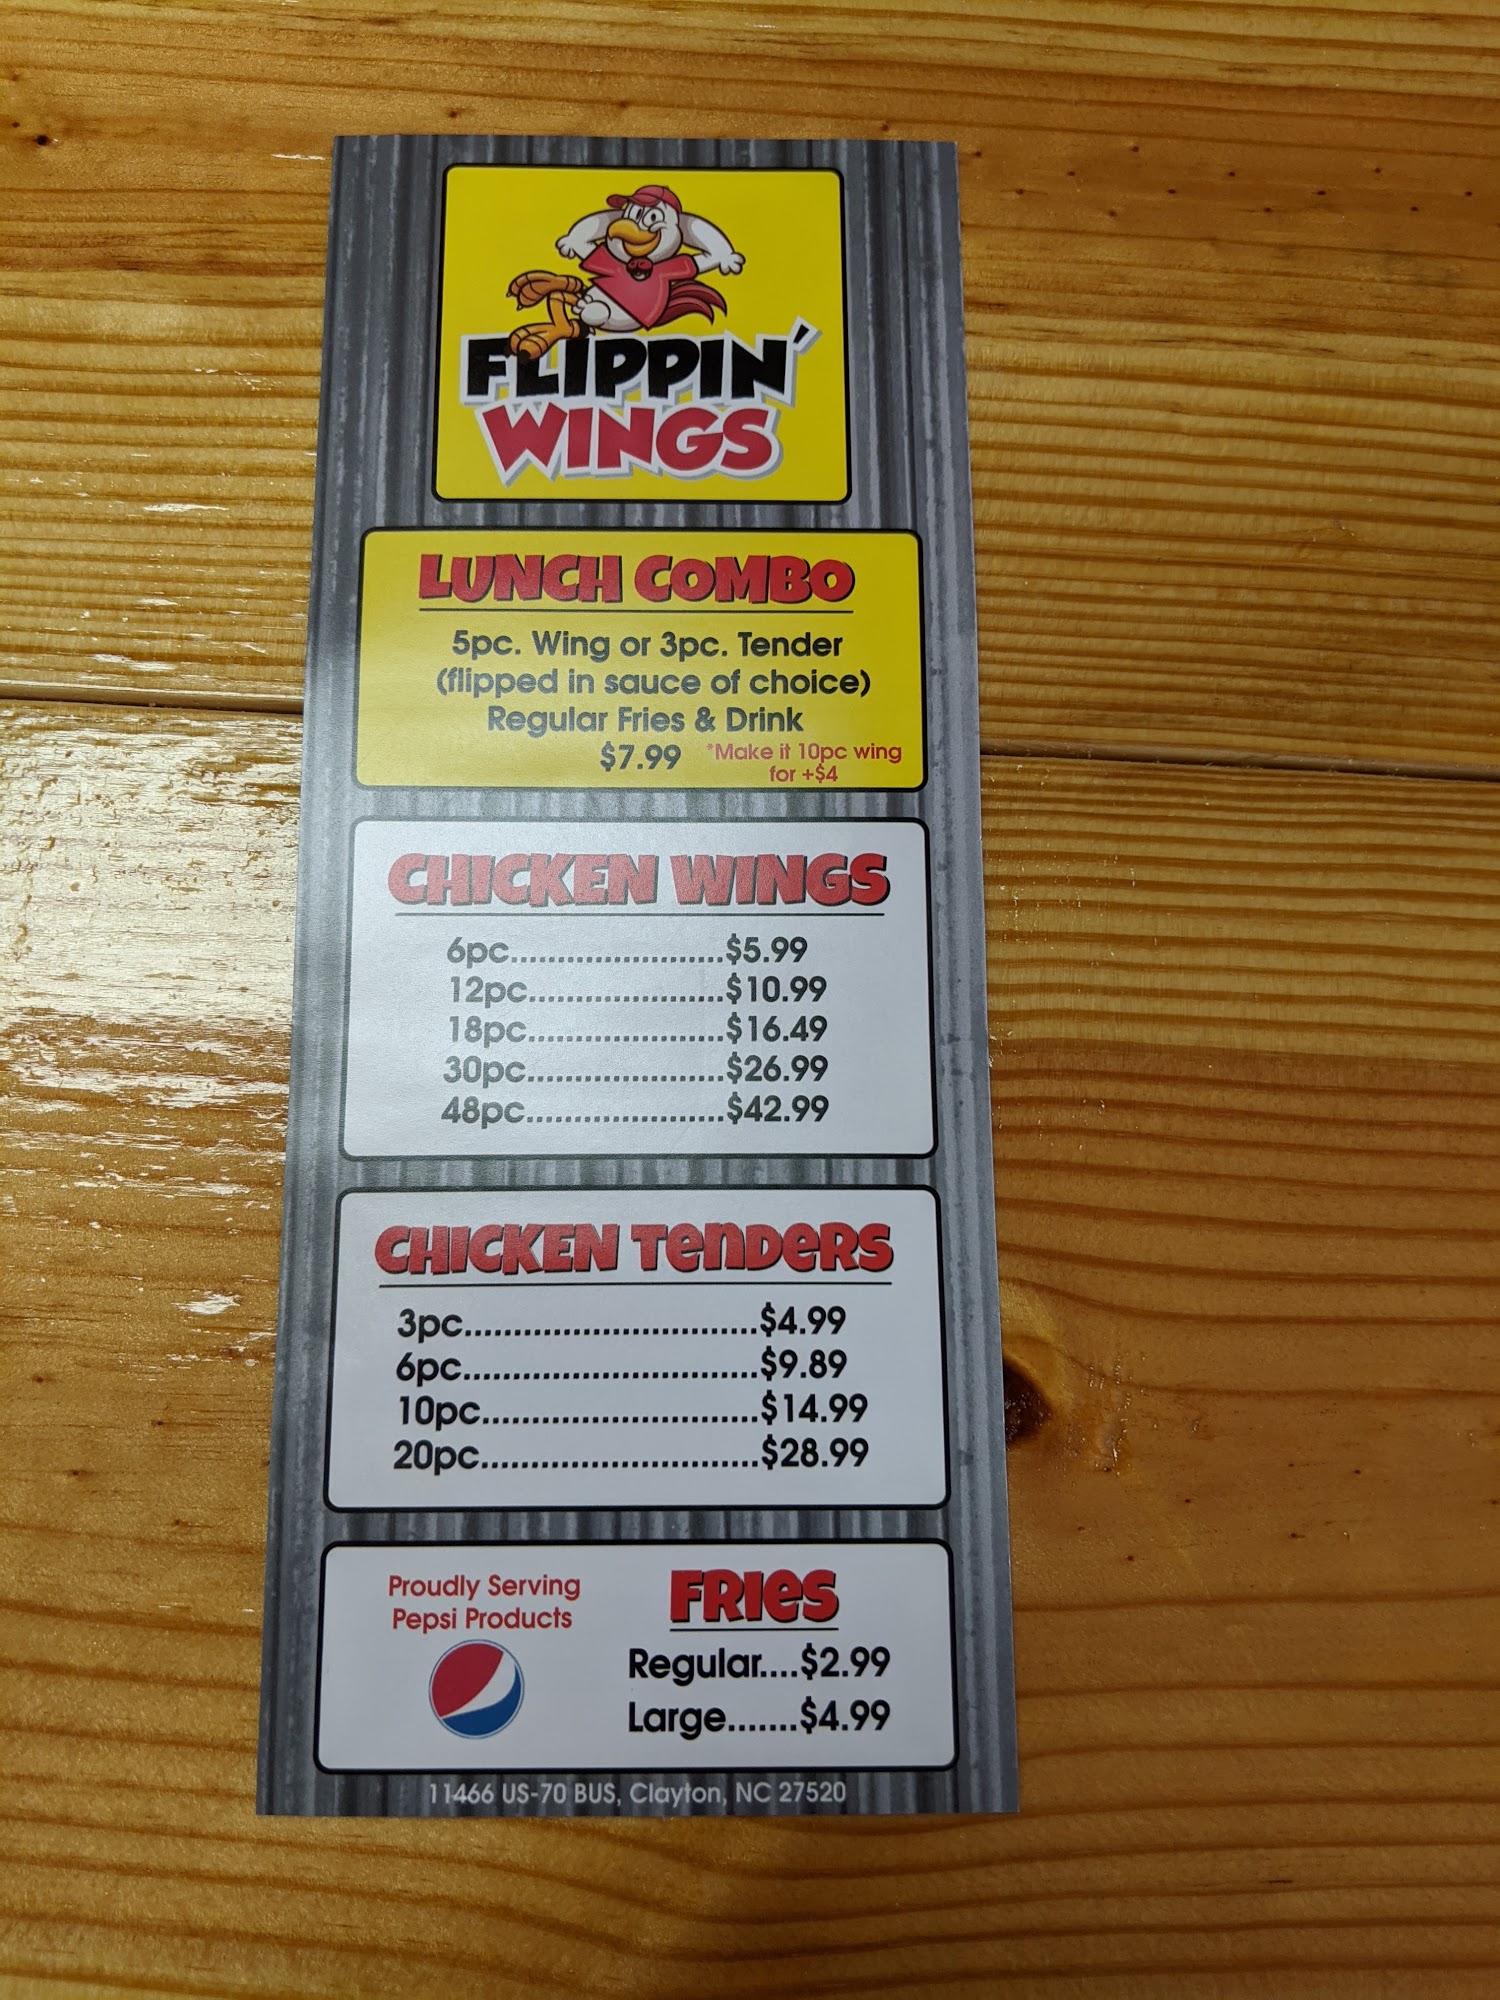 FLIPPIN'
WINGS
LUNCH COMBO
5pc. Wing or 3pc. Tender
(flipped in sauce of choice)
Regular Fries & Drink
$7.99 *Make it 10pc wing
for +$4
CHICKEN WINGS
6pc......................$5.99
12pc....................$10.99
18pc....................$16.49
30pc....................$26.99
48pc....................$42.99
CHICKEN TENDERS
3pc..............................$4.99
6pc..............................$9.89
10pc............................$14.99
20pc............................$28.99
Proudly Serving
Pepsi Products
FRIES
Regular....$2.99
Large.......$4.99
11466 US-70 BUS, Clayton, NC 27520